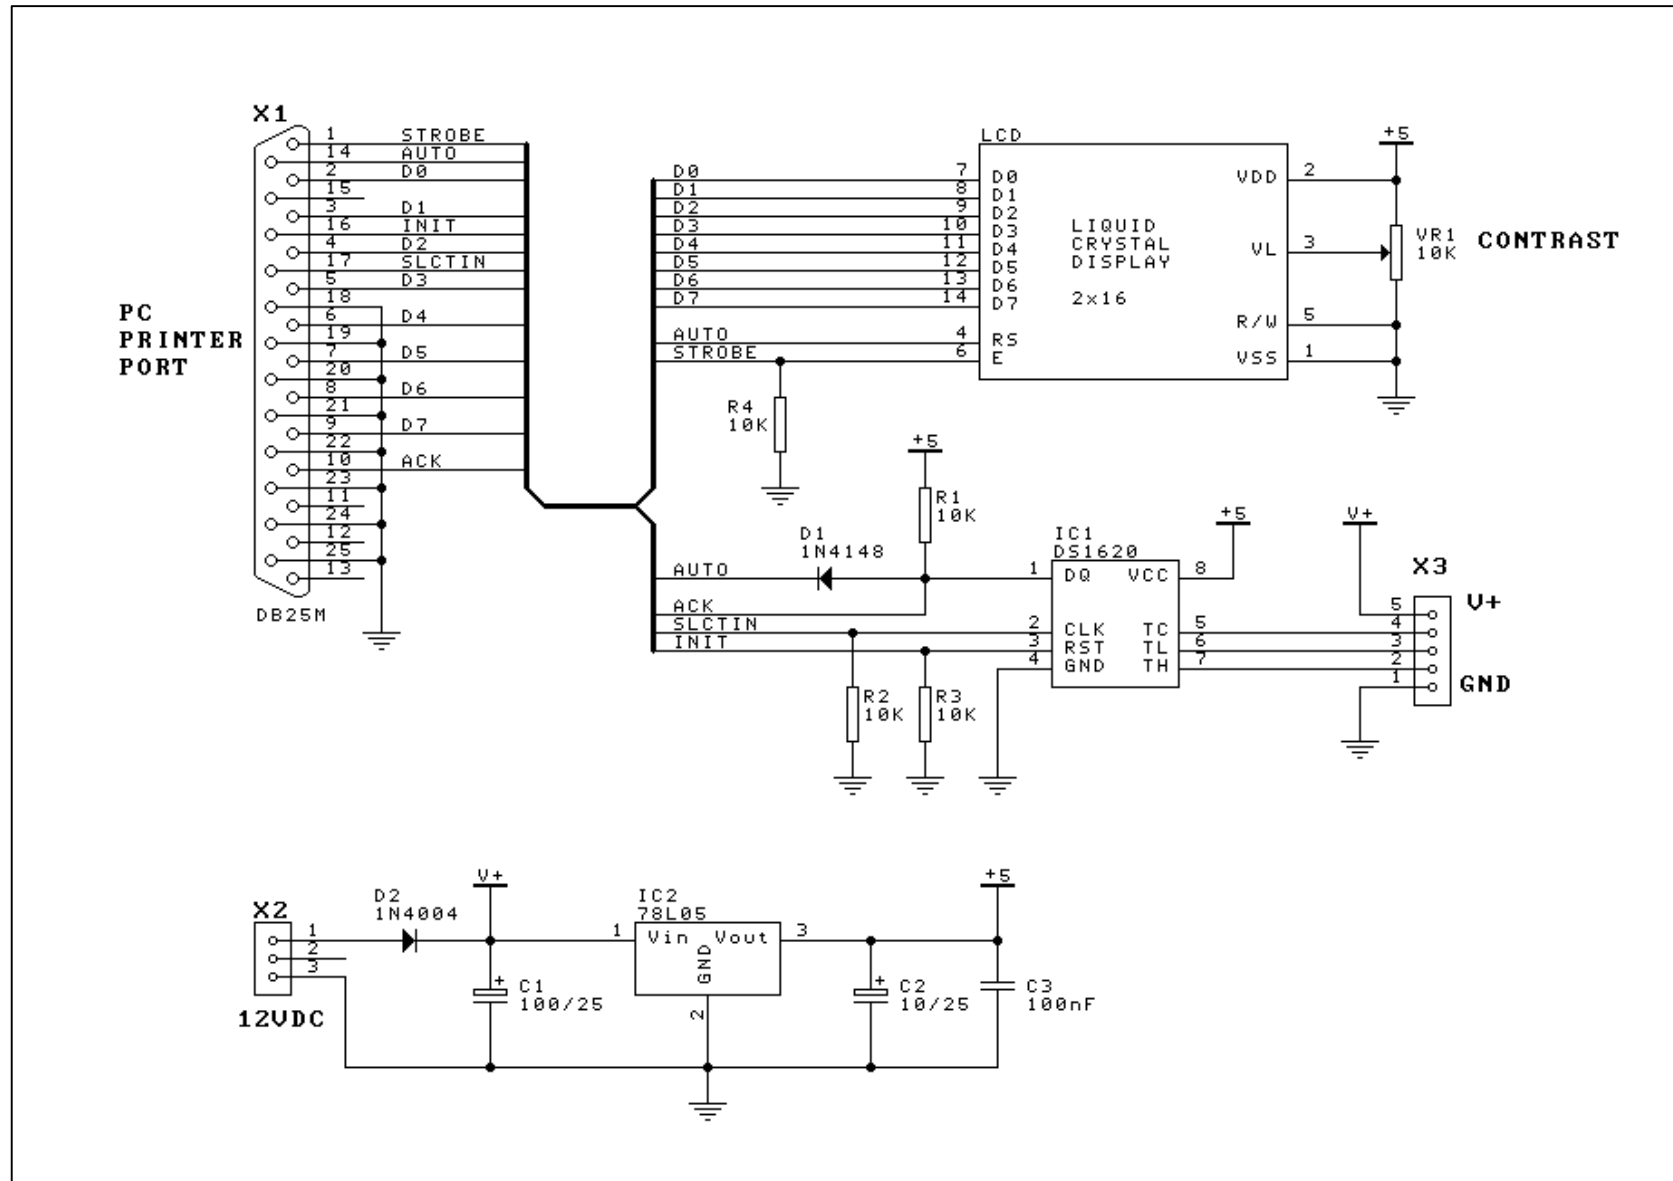 X1
1 STROBE
14 AUTO
2 D0
15
3 D1
16 INIT
4 D2
17 SLCTIN
5 D3
18
6 D4
19
7 D5
20
8 D6
21
9 D7
22
10 ACK
23
11
24
12
25
13
DB25M
PC
PRINTER
PORT
LCD
D0 7 D0
D1 8 D1
D2 9 D2
D3 10 D3
D4 11 D4
D5 12 D5
D6 13 D6
D7 14 D7
AUTO 4 RS
STROBE 6 E
LIQUID
CRYSTAL
DISPLAY
2x16
VDD 2
VL 3
R/W 5
VSS 1
+5
VR1
10K
CONTRAST
R4
10K
+5
R1
10K
D1
1N4148
IC1
DS1620
+5
V+
X3
AUTO 1 DQ VCC 8
ACK
SLCTIN 2 CLK TC 5
INIT 3 RST TL 6
4 GND TH 7
5 V+
4
3
2
1 GND
R2
10K
R3
10K
X2
1
2
3
12VDC
D2
1N4004
V+
IC2
78L05
1 Vin Vout 3
GND
2
+5
C1
+
100/25
C2
+
10/25
C3
100nF